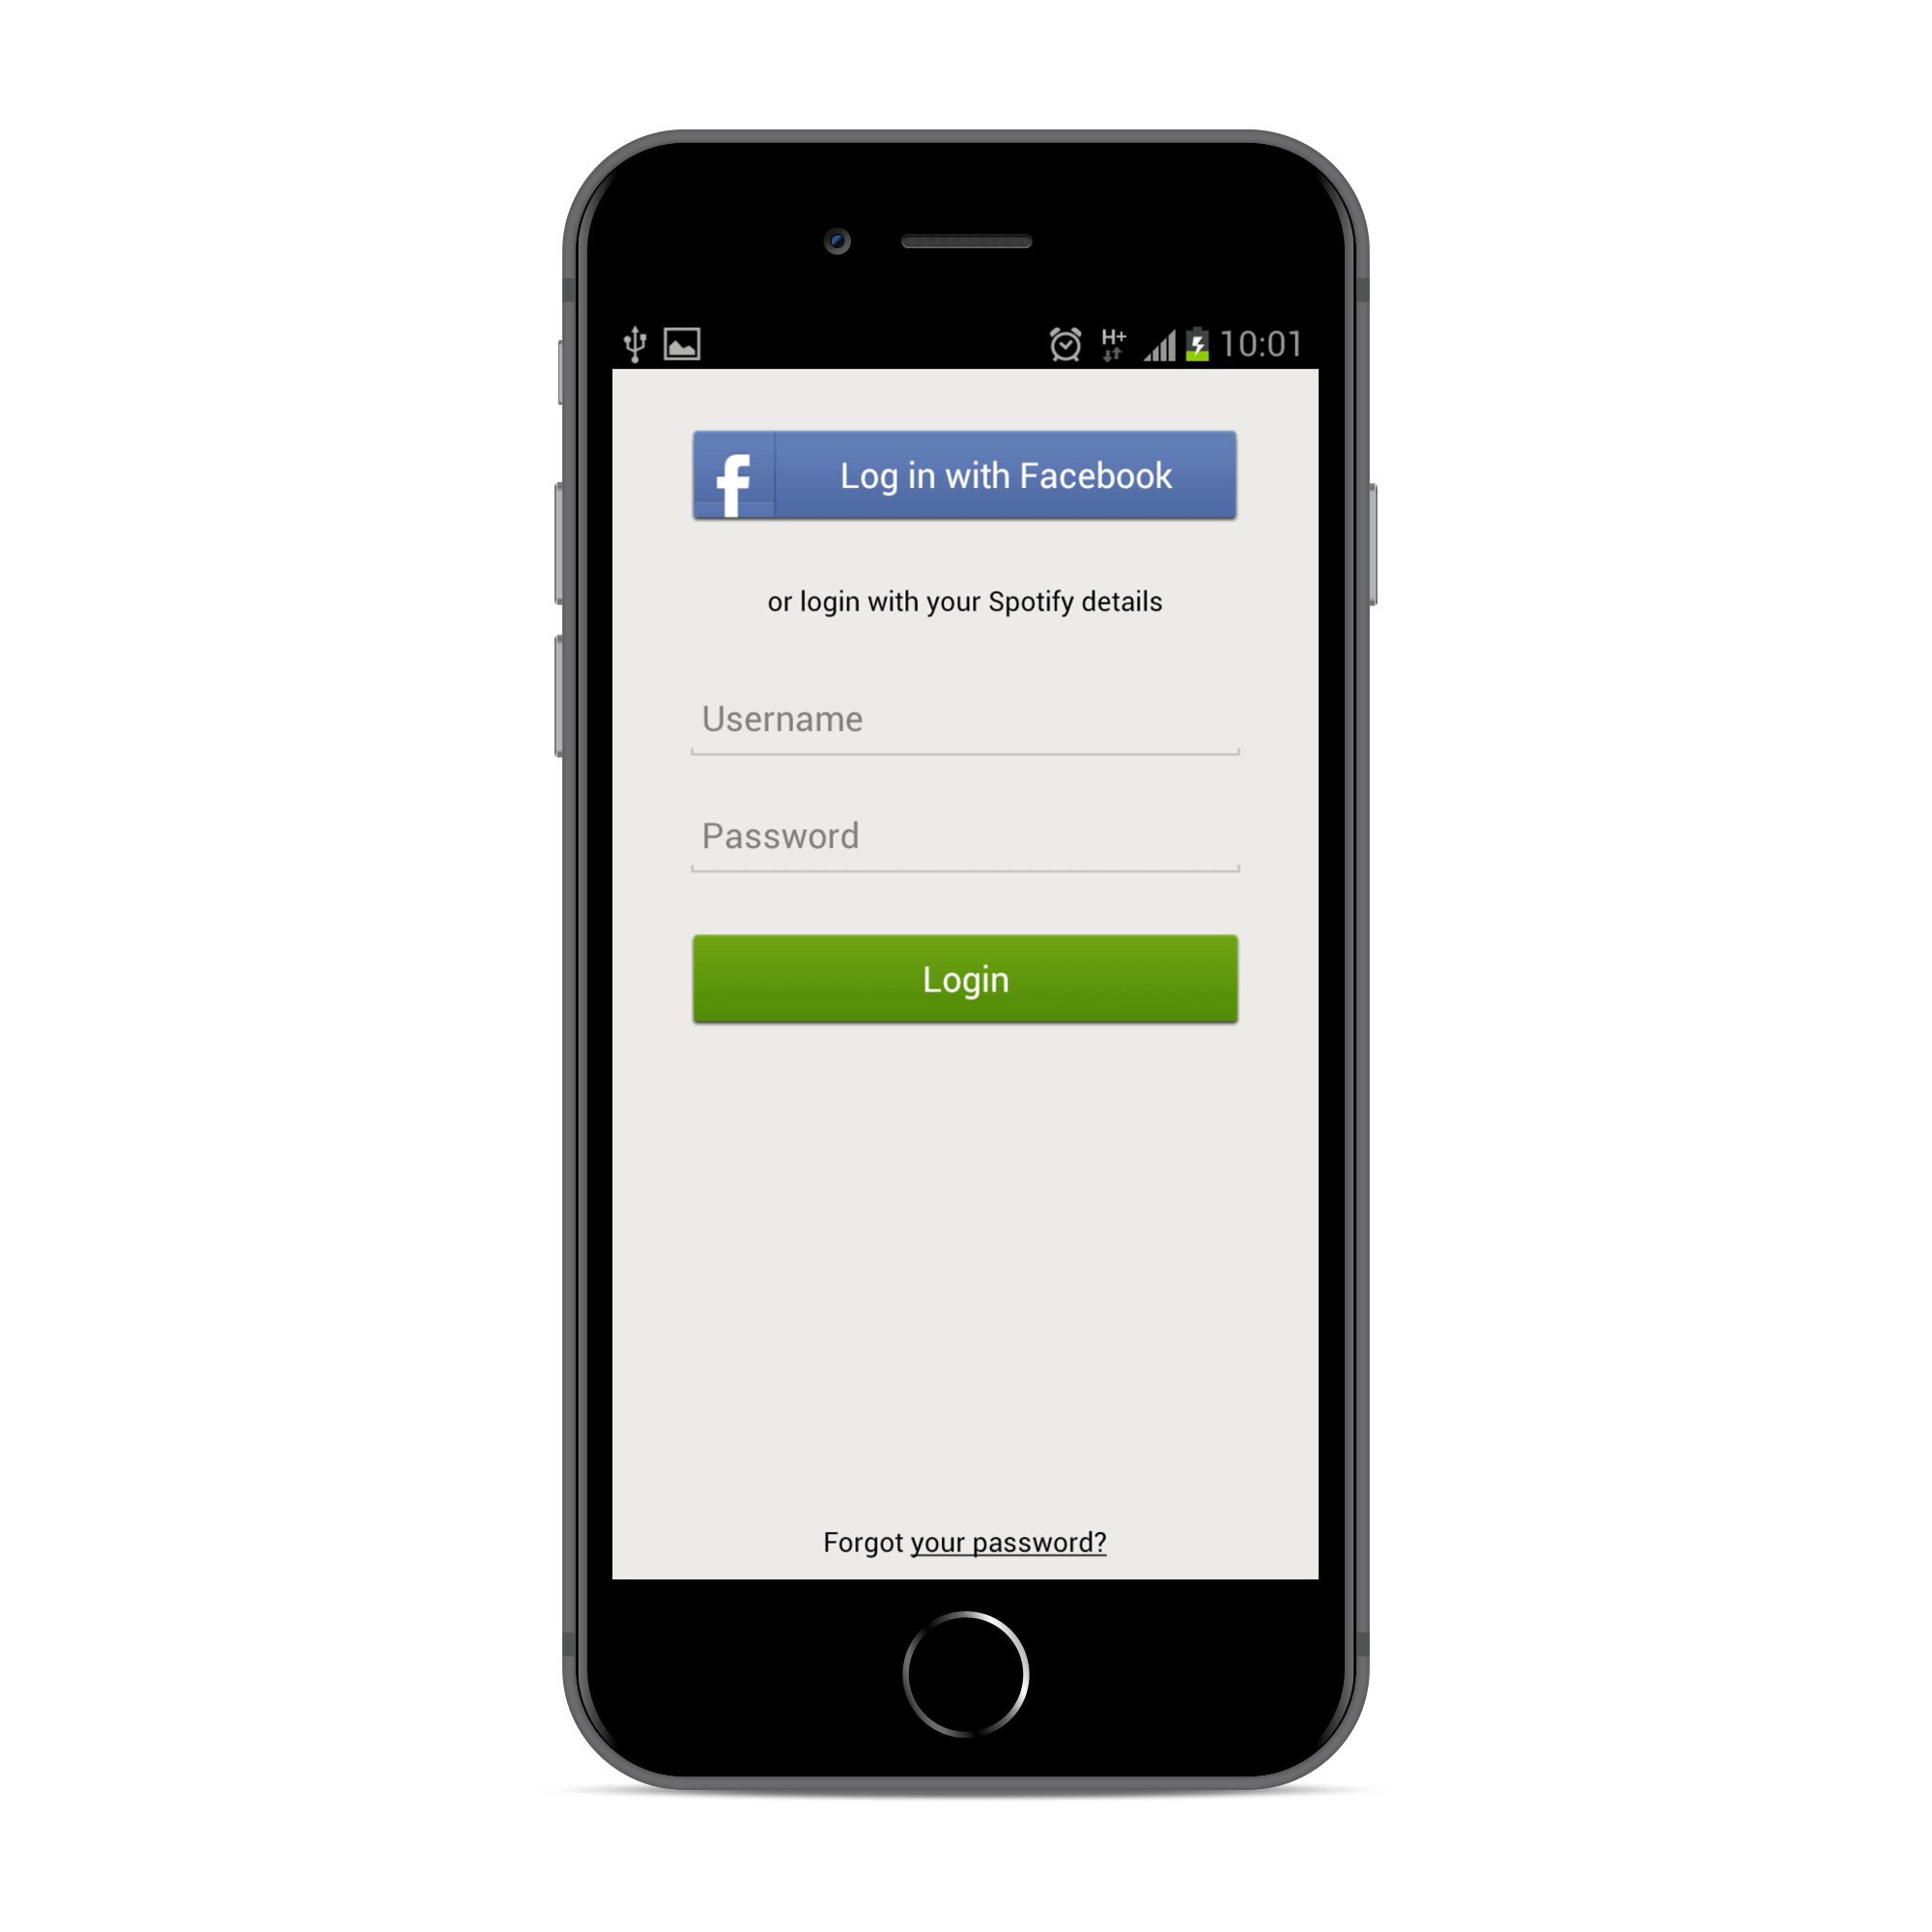 H+ 10:01
f Log in with Facebook
or login with your Spotify details
Username
Password
Login
Forgot your password?